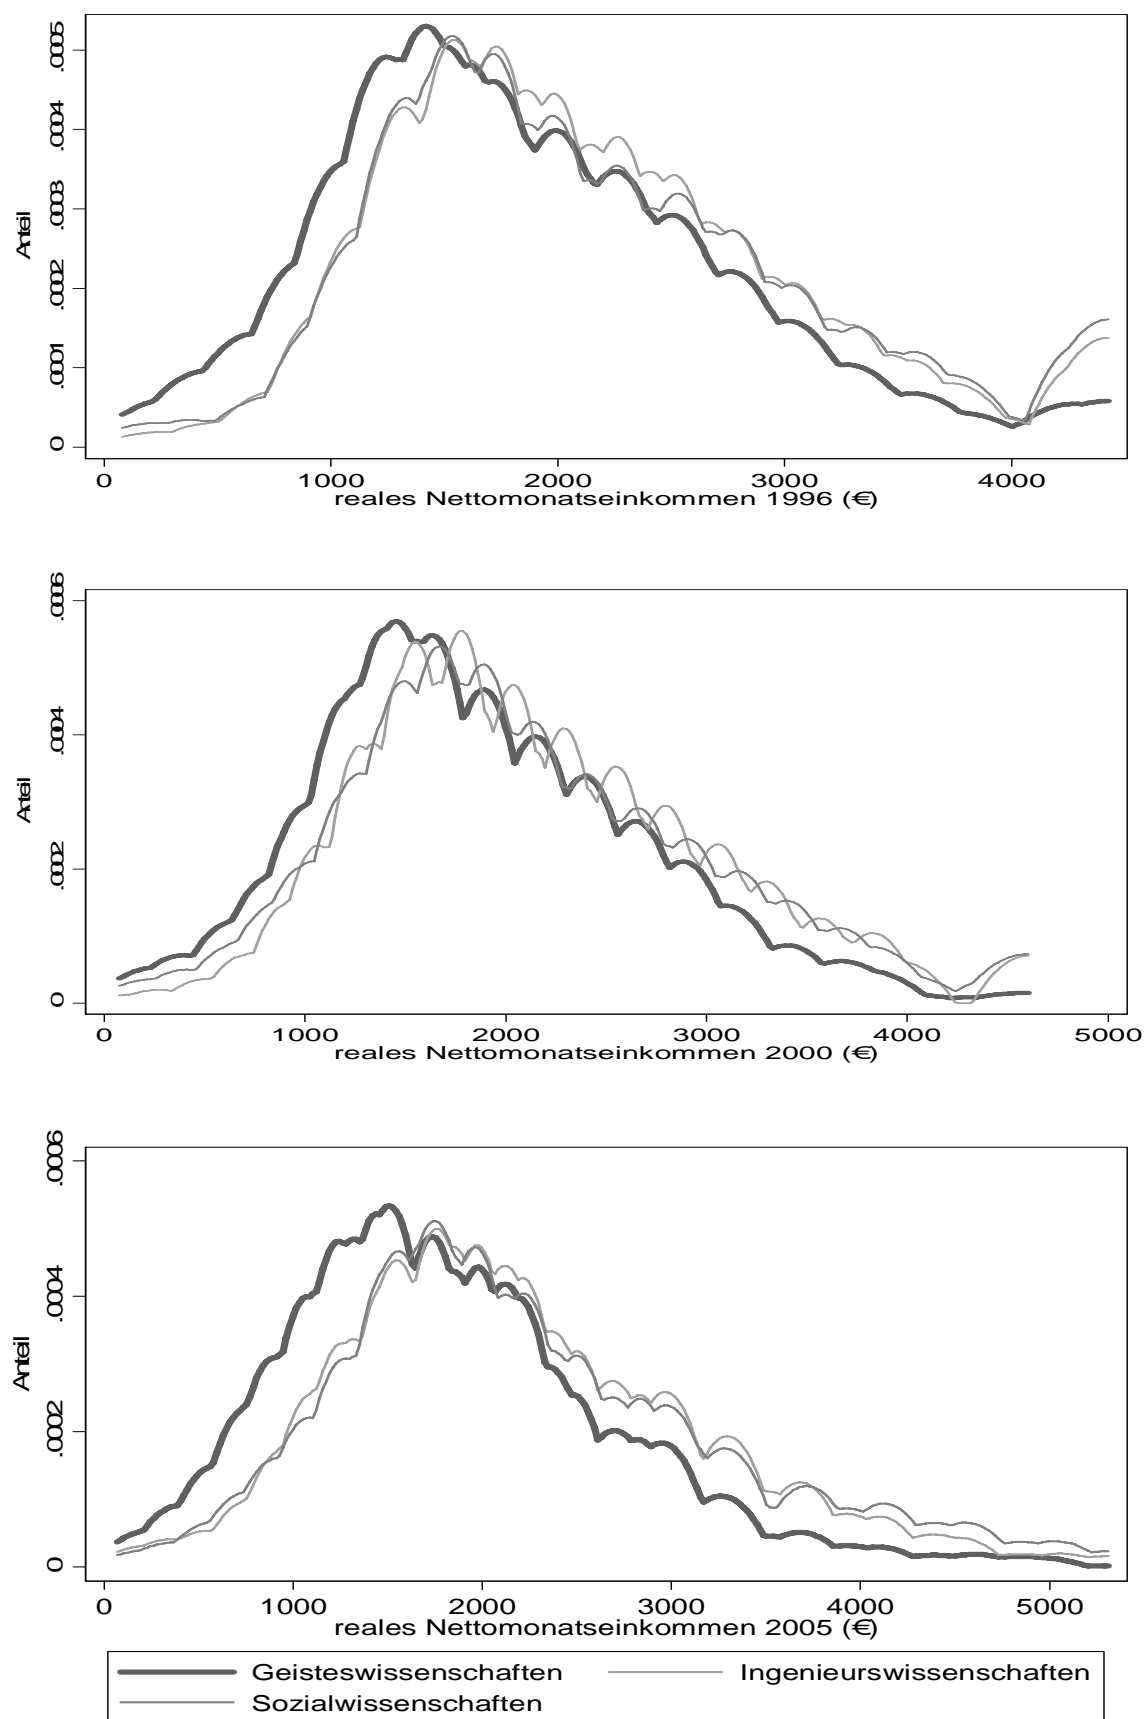 .0005
.0004
.0003
.0002
.0001
0
Anteil
0 1000 2000 3000 4000
reales Nettomonatseinkommen 1996 (€)
.0006
.0004
.0002
0
Anteil
0 1000 2000 3000 4000 5000
reales Nettomonatseinkommen 2000 (€)
.0006
.0004
.0002
0
Anteil
0 1000 2000 3000 4000 5000
reales Nettomonatseinkommen 2005 (€)
Geisteswissenschaften Ingenieurswissenschaften
Sozialwissenschaften